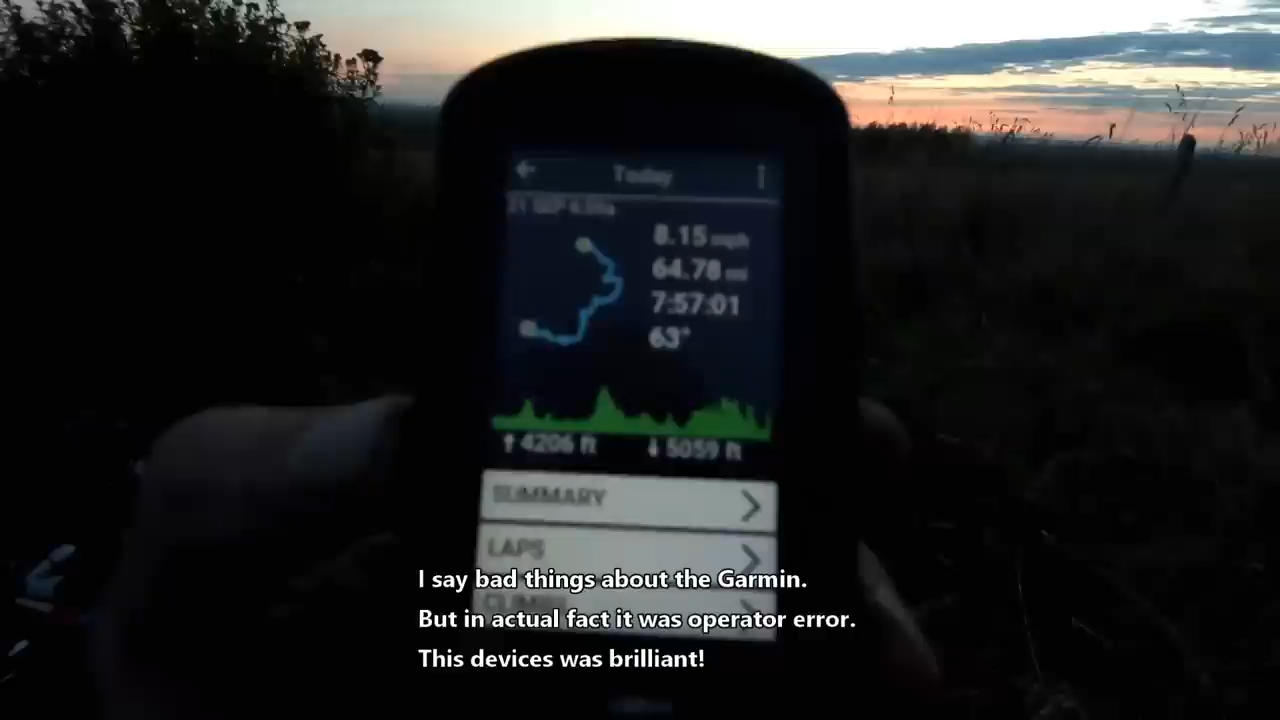 Today
8.15 mph
64.78 mi
7:57:01
63°
4206 ft
5059 ft
SUMMARY
LAPS
I say bad things about the Garmin.
But in actual fact it was operator error.
This devices was brilliant!